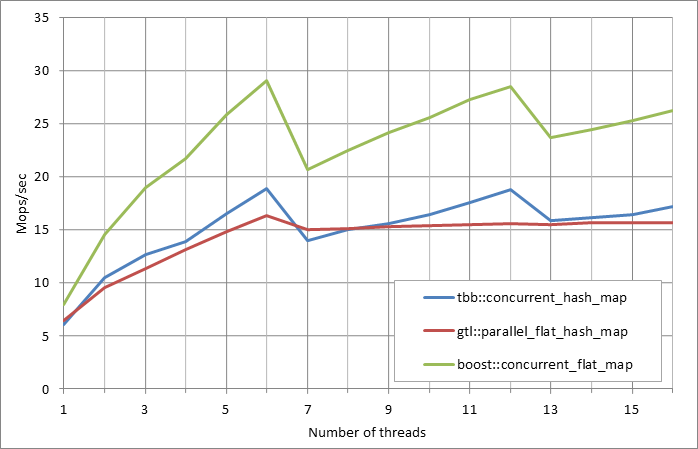 35
30
25
20
15
10
5
0
Mops/sec
tbb::concurrent_hash_map
gtl::parallel_flat_hash_map
boost::concurrent_flat_map
1 3 5 7 9 11 13 15
Number of threads